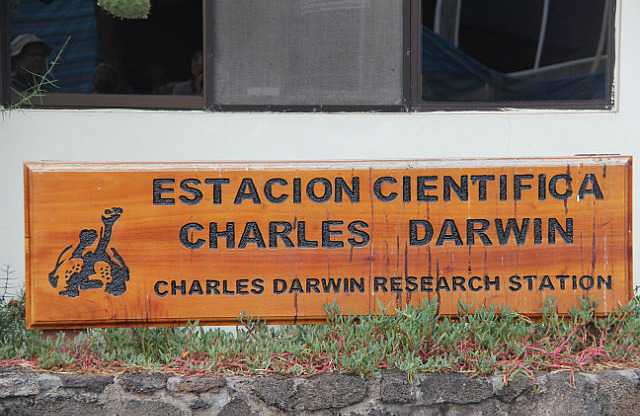 ESTACION CIENTIFICA
CHARLES DARWIN
CHARLES DARWIN RESEARCH STATION